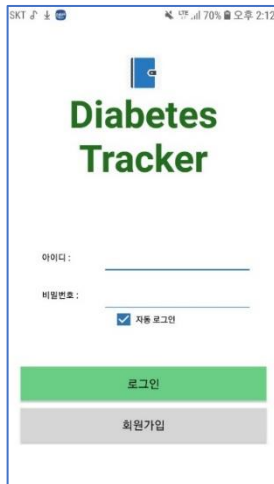 SKT LTE 70% 오후 2:12
Diabetes
Tracker
아이디 :
비밀번호 :
자동 로그인
로그인
회원가입